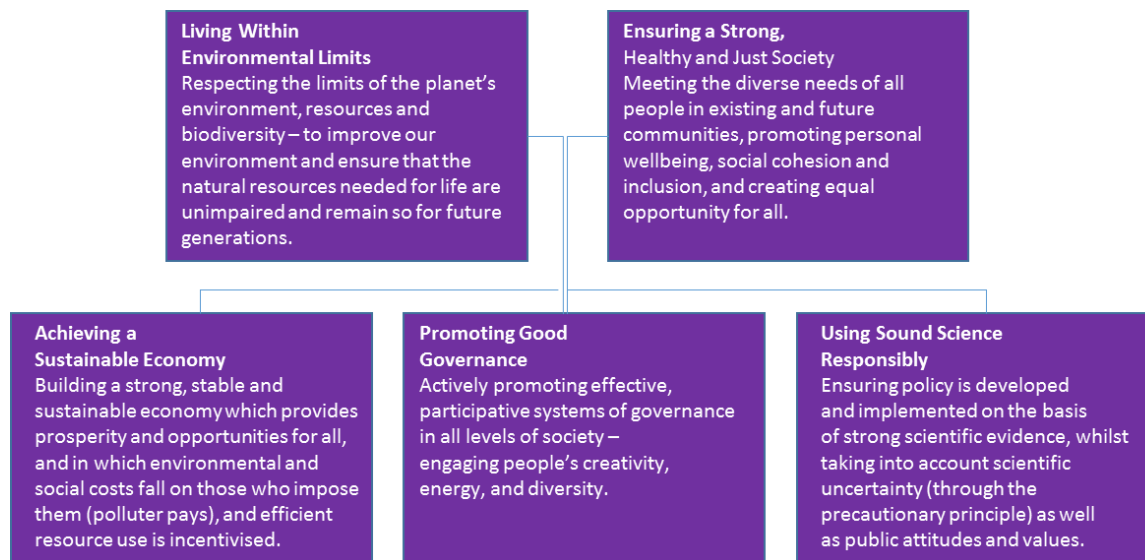 Living Within
Environmental Limits
Respecting the limits of the planet's
environment, resources and
biodiversity – to improve our
environment and ensure that the
natural resources needed for life are
unimpaired and remain so for future
generations.
Ensuring a Strong,
Healthy and Just Society
Meeting the diverse needs of all
people in existing and future
communities, promoting personal
wellbeing, social cohesion and
inclusion, and creating equal
opportunity for all.
Achieving a
Sustainable Economy
Building a strong, stable and
sustainable economy which provides
prosperity and opportunities for all,
and in which environmental and
social costs fall on those who impose
them (polluter pays), and efficient
resource use is incentivised.
Promoting Good
Governance
Actively promoting effective,
participative systems of governance
in all levels of society –
engaging people's creativity,
energy, and diversity.
Using Sound Science
Responsibly
Ensuring policy is developed
and implemented on the basis
of strong scientific evidence, whilst
taking into account scientific
uncertainty (through the
precautionary principle) as well
as public attitudes and values.